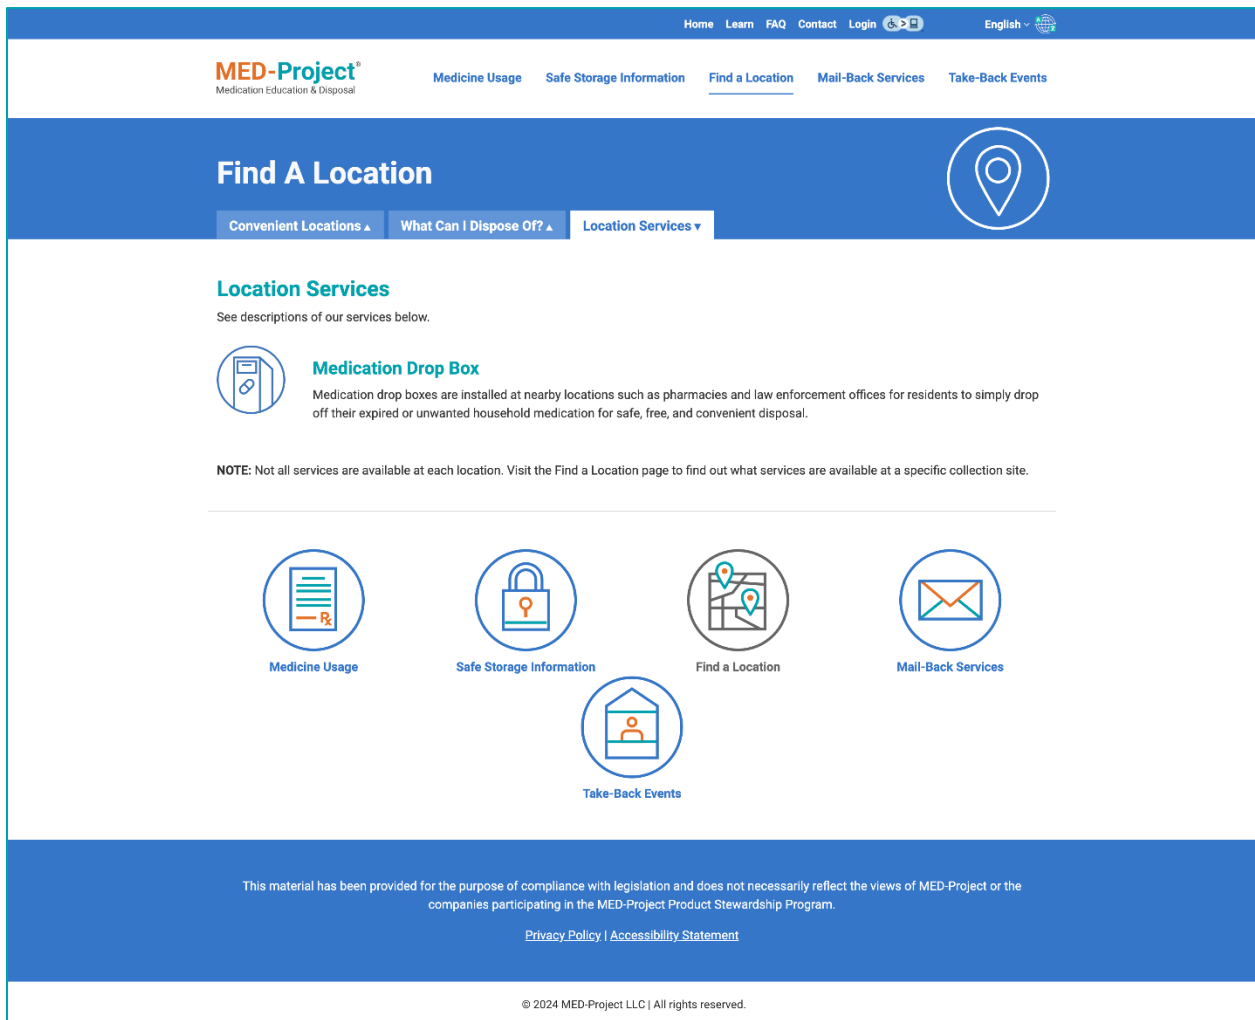 Home Learn FAQ Contact Login English
MED-Project®
Medication Education & Disposal
Medicine Usage Safe Storage Information Find a Location Mail-Back Services Take-Back Events
Find A Location
Convenient Locations ▴ What Can I Dispose Of? ▴ Location Services ▾
Location Services
See descriptions of our services below.
Medication Drop Box
Medication drop boxes are installed at nearby locations such as pharmacies and law enforcement offices for residents to simply drop
off their expired or unwanted household medication for safe, free, and convenient disposal.
NOTE: Not all services are available at each location. Visit the Find a Location page to find out what services are available at a specific collection site.
Rx
Medicine Usage Safe Storage Information Find a Location Mail-Back Services
Take-Back Events
This material has been provided for the purpose of compliance with legislation and does not necessarily reflect the views of MED-Project or the
companies participating in the MED-Project Product Stewardship Program.
Privacy Policy | Accessibility Statement
© 2024 MED-Project LLC | All rights reserved.